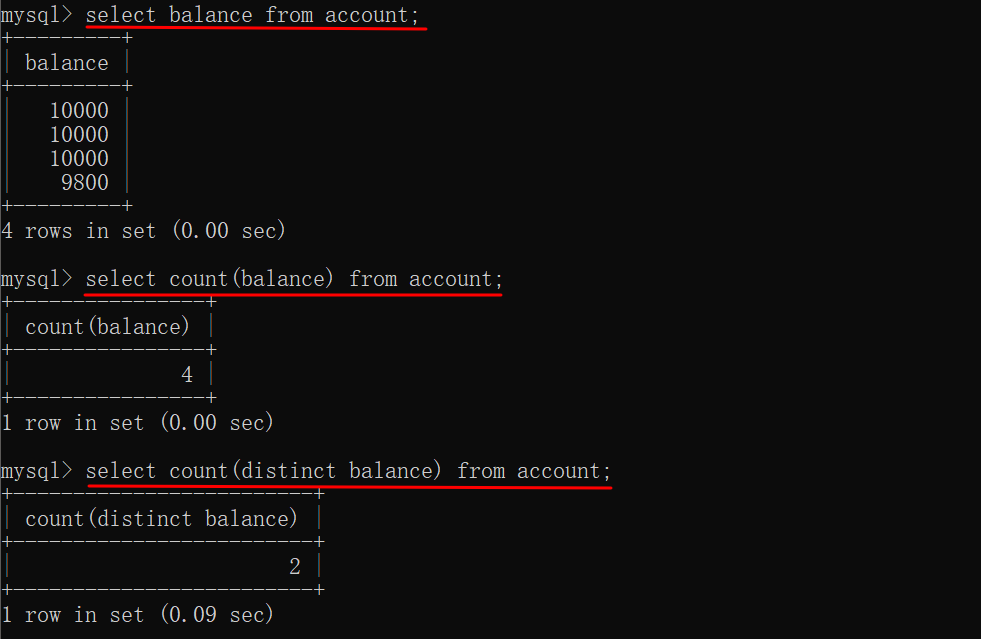 mysql> select balance from account;
+---------+
| balance |
+---------+
|   10000 |
|   10000 |
|   10000 |
|    9800 |
+---------+
4 rows in set (0.00 sec)
mysql> select count(balance) from account;
+----------------+
| count(balance) |
+----------------+
|              4 |
+----------------+
1 row in set (0.00 sec)
mysql> select count(distinct balance) from account;
+-------------------------+
| count(distinct balance) |
+-------------------------+
|                       2 |
+-------------------------+
1 row in set (0.09 sec)